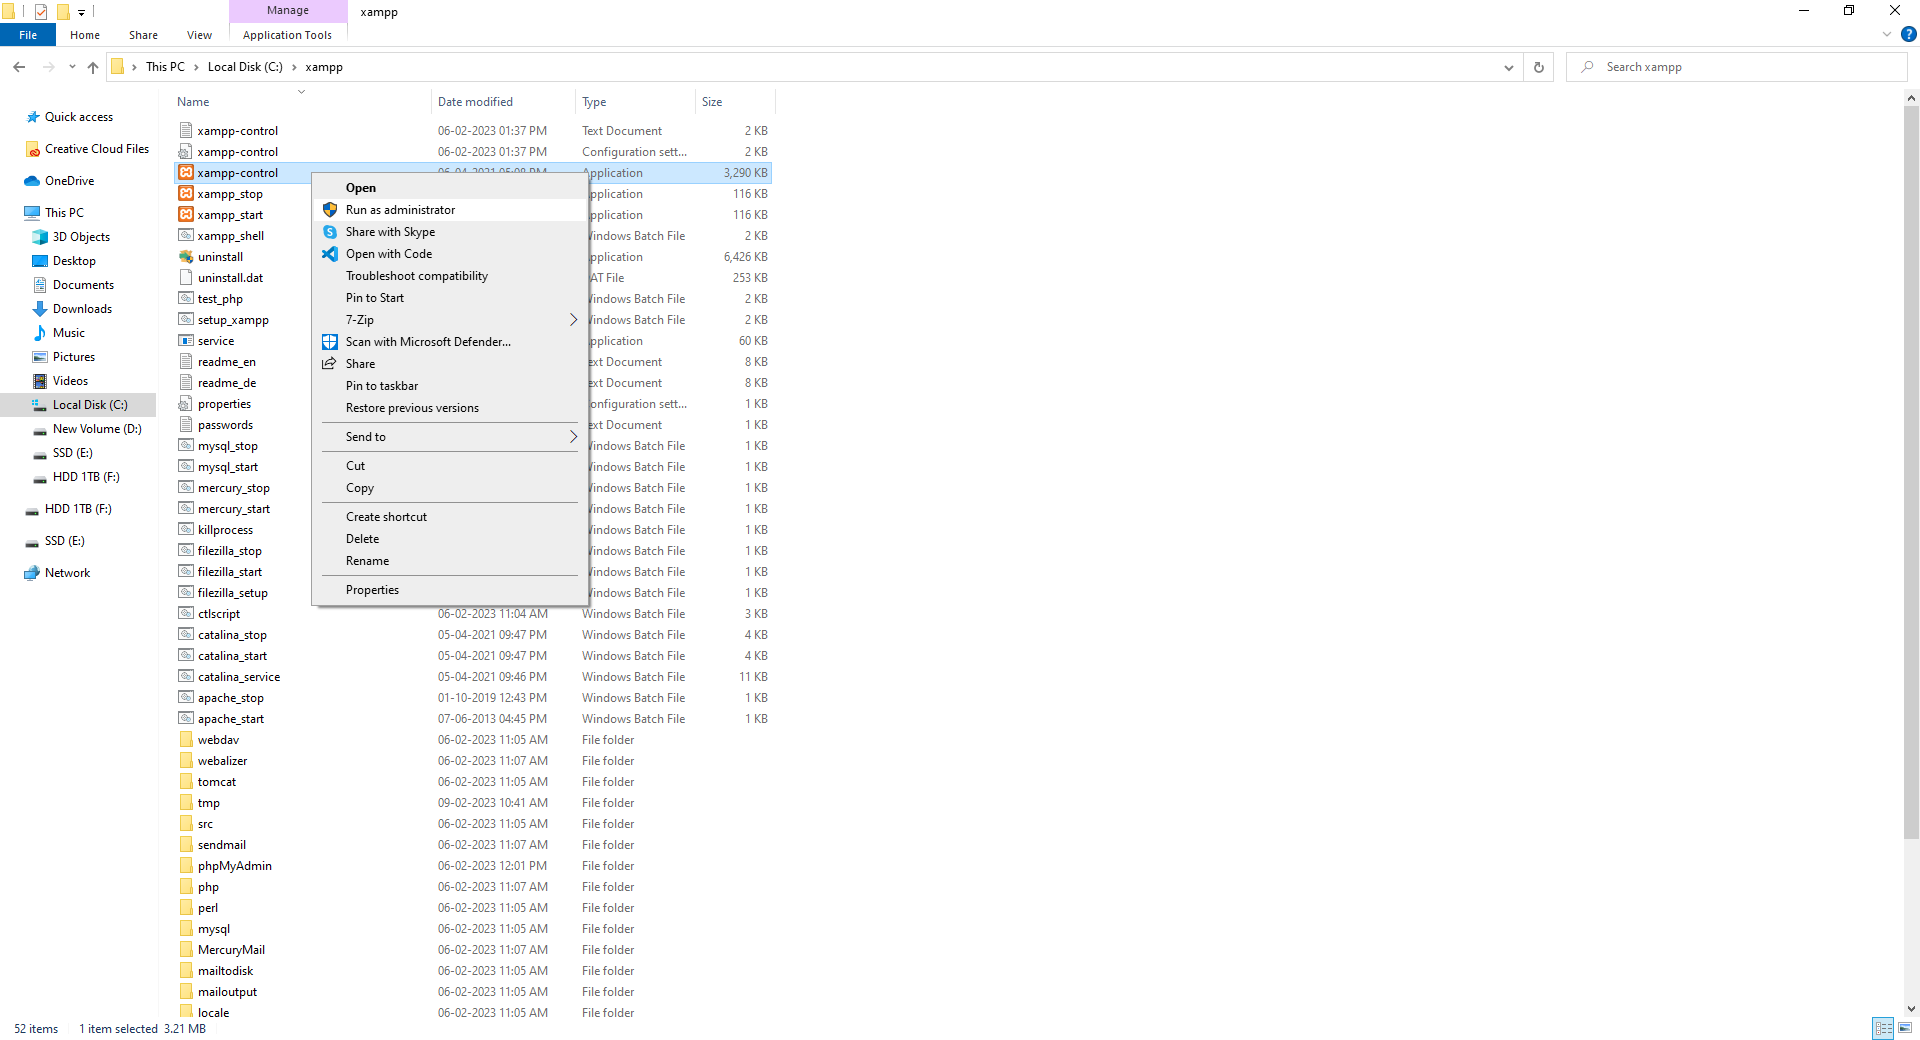 Manage
xampp
File
Home
Share
View
Application Tools
This PC
Local Disk (C:)
xampp
Search xampp
Quick access
Creative Cloud Files
OneDrive
This PC
3D Objects
Desktop
Documents
Downloads
Music
Pictures
Videos
Local Disk (C:)
New Volume (D:)
SSD (E:)
HDD 1TB (F:)
HDD 1TB (F:)
SSD (E:)
Network
Name Date modified Type Size
xampp-control 06-02-2023 01:37 PM Text Document 2 KB
xampp-control 06-02-2023 01:37 PM Configuration sett... 2 KB
xampp-control Application 3,290 KB
xampp_stop pplication 116 KB
xampp_start pplication 116 KB
xampp_shell Vindows Batch File 2 KB
uninstall pplication 6,426 KB
uninstall.dat AT File 253 KB
test_php Vindows Batch File 2 KB
setup_xampp Vindows Batch File 2 KB
service pplication 60 KB
readme_en ext Document 8 KB
readme_de ext Document 8 KB
properties onfiguration sett... 1 KB
passwords ext Document 1 KB
mysql_stop Vindows Batch File 1 KB
mysql_start Vindows Batch File 1 KB
mercury_stop Vindows Batch File 1 KB
mercury_start Vindows Batch File 1 KB
killprocess Vindows Batch File 1 KB
filezilla_stop Vindows Batch File 1 KB
filezilla_start Vindows Batch File 1 KB
filezilla_setup Vindows Batch File 1 KB
ctlscript 06-02-2023 11:04 AM Windows Batch File 3 KB
catalina_stop 05-04-2021 09:47 PM Windows Batch File 4 KB
catalina_start 05-04-2021 09:47 PM Windows Batch File 4 KB
catalina_service 05-04-2021 09:46 PM Windows Batch File 11 KB
apache_stop 01-10-2019 12:43 PM Windows Batch File 1 KB
apache_start 07-06-2013 04:45 PM Windows Batch File 1 KB
webdav 06-02-2023 11:05 AM File folder
webalizer 06-02-2023 11:07 AM File folder
tomcat 06-02-2023 11:05 AM File folder
tmp 09-02-2023 10:41 AM File folder
src 06-02-2023 11:05 AM File folder
sendmail 06-02-2023 11:07 AM File folder
phpMyAdmin 06-02-2023 12:01 PM File folder
php 06-02-2023 11:07 AM File folder
perl 06-02-2023 11:05 AM File folder
mysql 06-02-2023 11:05 AM File folder
MercuryMail 06-02-2023 11:07 AM File folder
mailtodisk 06-02-2023 11:05 AM File folder
mailoutput 06-02-2023 11:05 AM File folder
locale 06-02-2023 11:05 AM File folder
Open
Run as administrator
Share with Skype
Open with Code
Troubleshoot compatibility
Pin to Start
7-Zip
Scan with Microsoft Defender...
Share
Pin to taskbar
Restore previous versions
Send to
Cut
Copy
Create shortcut
Delete
Rename
Properties
52 items 1 item selected 3.21 MB